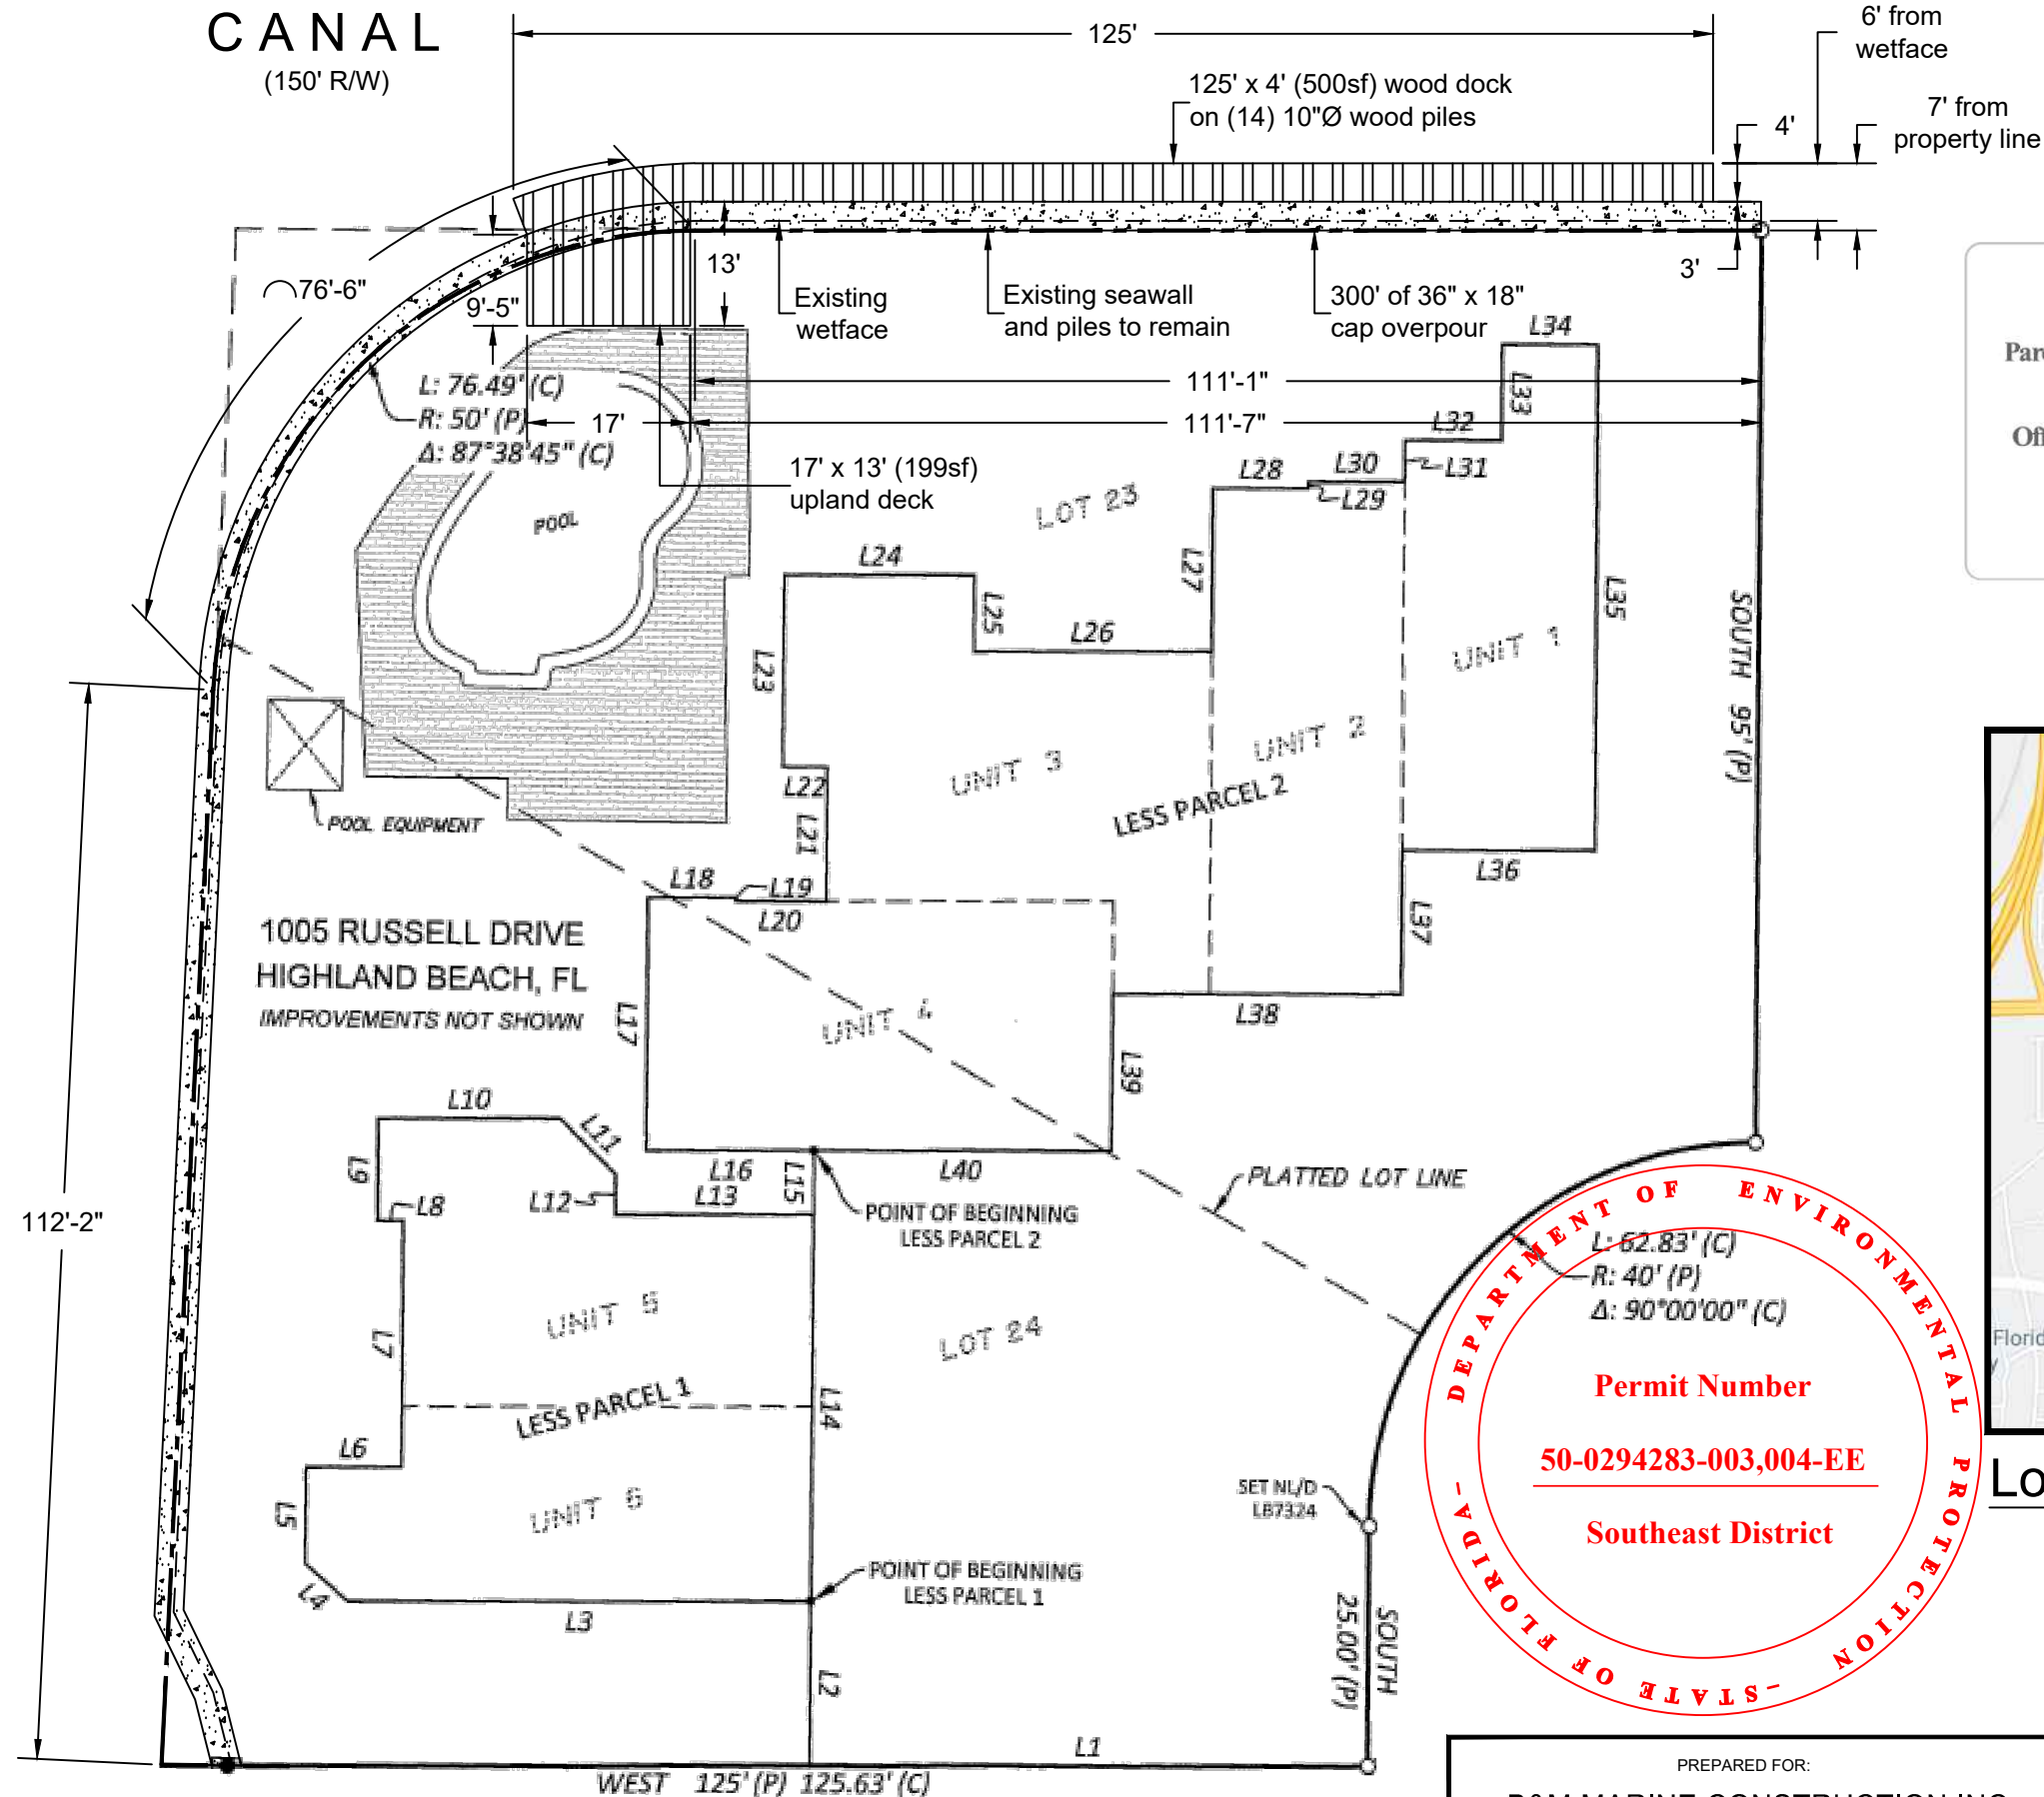 CANAL
(150' R/W)
125'
6' from
wetface
125' x 4' (500sf) wood dock
on (14) 10"Ø wood piles
4'
7' from
property line
76'-6"
9'-5"
13'
Existing
wetface
Existing seawall
and piles to remain
300' of 36" x 18"
cap overpour
3'
L34
L: 76.49' (C)
R: 50' (P)
Δ: 87°38'45" (C)
17'
111'-1"
111'-7"
L33
L32
17' x 13' (199sf)
upland deck
L28
L30
L31
L29
LOT 23
POOL
L24
L25
L26
L27
L35
SOUTH 95' (P)
UNIT 1
L23
UNIT 2
UNIT 3
LESS PARCEL 2
L22
L21
POOL EQUIPMENT
L18
L19
L20
L36
L37
1005 RUSSELL DRIVE
HIGHLAND BEACH, FL
IMPROVEMENTS NOT SHOWN
L17
UNIT 4
L38
L39
L10
L11
L9
L8
L12
L16
L13
L15
L40
POINT OF BEGINNING
LESS PARCEL 2
PLATTED LOT LINE
112'-2"
L: 62.83' (C)
R: 40' (P)
Δ: 90°00'00" (C)
UNIT 5
LOT 24
L7
LESS PARCEL 1
L14
L6
L5
UNIT 6
L4
L3
POINT OF BEGINNING
LESS PARCEL 1
L2
SET NL/D
LB7324
SOUTH
25.00' (P)
DEPARTMENT OF ENVIRONMENTAL PROTECTION
-STATE OF FLORIDA-
Permit Number
50-0294283-003,004-EE
Southeast District
L1
WEST 125' (P) 125.63' (C)
PREPARED FOR:
B&M MARINE CONSTRUCTION INC